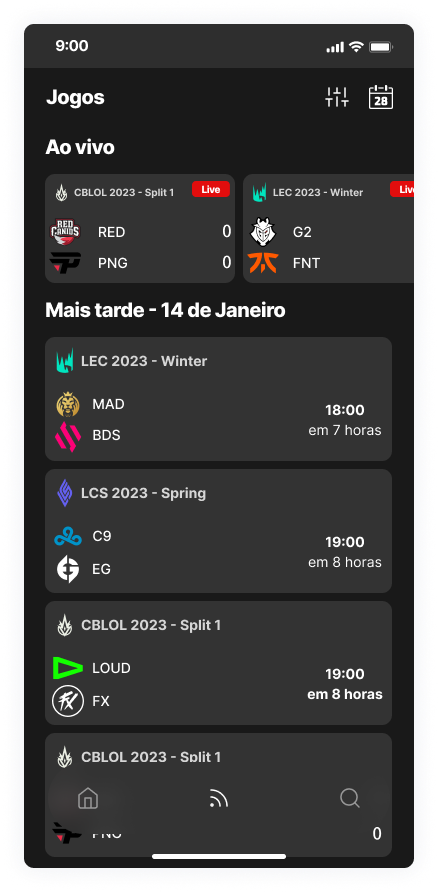 9:00
Jogos
28
Ao vivo
CBLOL 2023 - Split 1 Live
RED CANIDS RED 0
PNG 0
LEC 2023 - Winter
G2
FNT
Mais tarde - 14 de Janeiro
LEC 2023 - Winter
MAD
BDS
18:00
em 7 horas
LCS 2023 - Spring
C9
EG
19:00
em 8 horas
CBLOL 2023 - Split 1
LOUD
FX
19:00
em 8 horas
CBLOL 2023 - Split 1
0